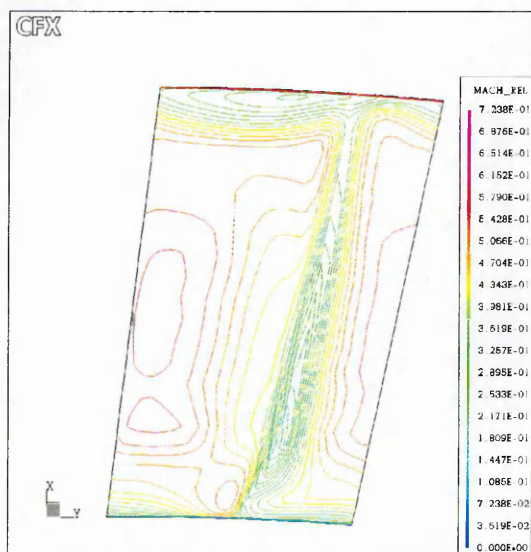 CFX
MACH_REL
7.238E-01
6.876E-01
6.514E-01
6.152E-01
5.790E-01
5.428E-01
5.066E-01
4.704E-01
4.343E-01
3.981E-01
3.619E-01
3.257E-01
2.895E-01
2.533E-01
2.171E-01
1.809E-01
1.447E-01
1.086E-01
7.238E-02
3.619E-02
0.000E+00
X
Y